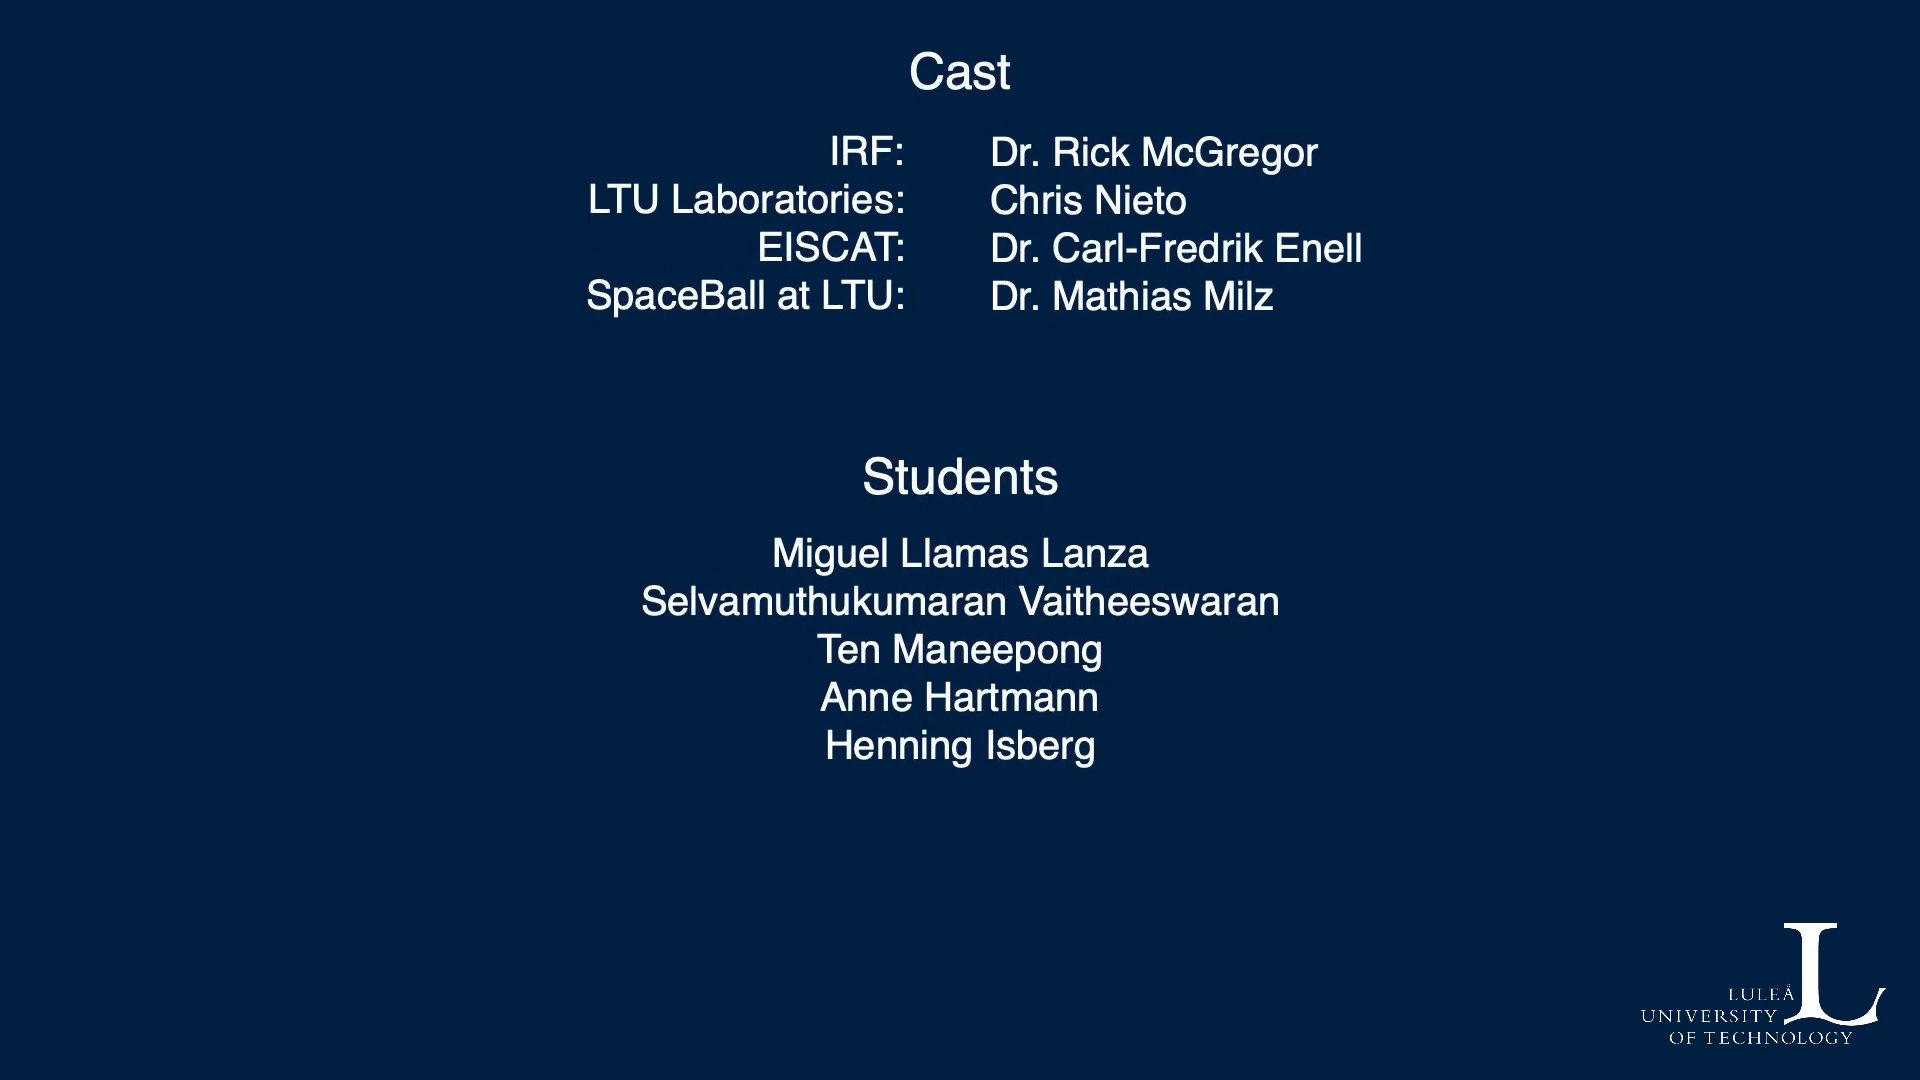 Cast
IRF: Dr. Rick McGregor
LTU Laboratories: Chris Nieto
EISCAT: Dr. Carl-Fredrik Enell
SpaceBall at LTU: Dr. Mathias Milz
Students
Miguel Llamas Lanza
Selvamuthukumaran Vaitheeswaran
Ten Maneepong
Anne Hartmann
Henning Isberg
L
LULEÅ
UNIVERSITY
OF TECHNOLOGY